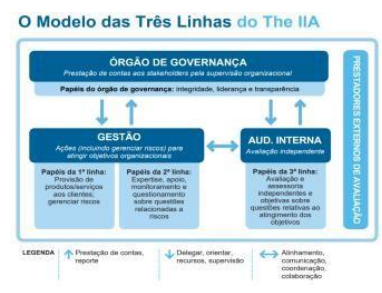 O Modelo das Três Linhas do The IIA
ÓRGÃO DE GOVERNANÇA
Prestação de contas aos stakeholders pela supervisão organizacional
Papéis do órgão de governança: integridade, liderança e transparência
GESTÃO
Ações (incluindo gerenciar riscos) para
atingir objetivos organizacionais
Papéis da 1ª linha:
Provisão de
produtos/serviços
aos clientes;
gerenciar riscos
Papéis da 2ª linha:
Expertise, apoio,
monitoramento e
questionamento
sobre questões
relacionadas a
riscos
AUD. INTERNA
Avaliação independente
Papéis da 3ª linha:
Avaliação e
assessoria
independentes e
objetivas sobre
questões relativas ao
atingimento dos
objetivos
PRESTADORES EXTERNOS DE AVALIAÇÃO
LEGENDA
Prestação de contas,
reporte
Delegar, orientar,
recursos, supervisão
Alinhamento,
comunicação,
coordenação,
colaboração